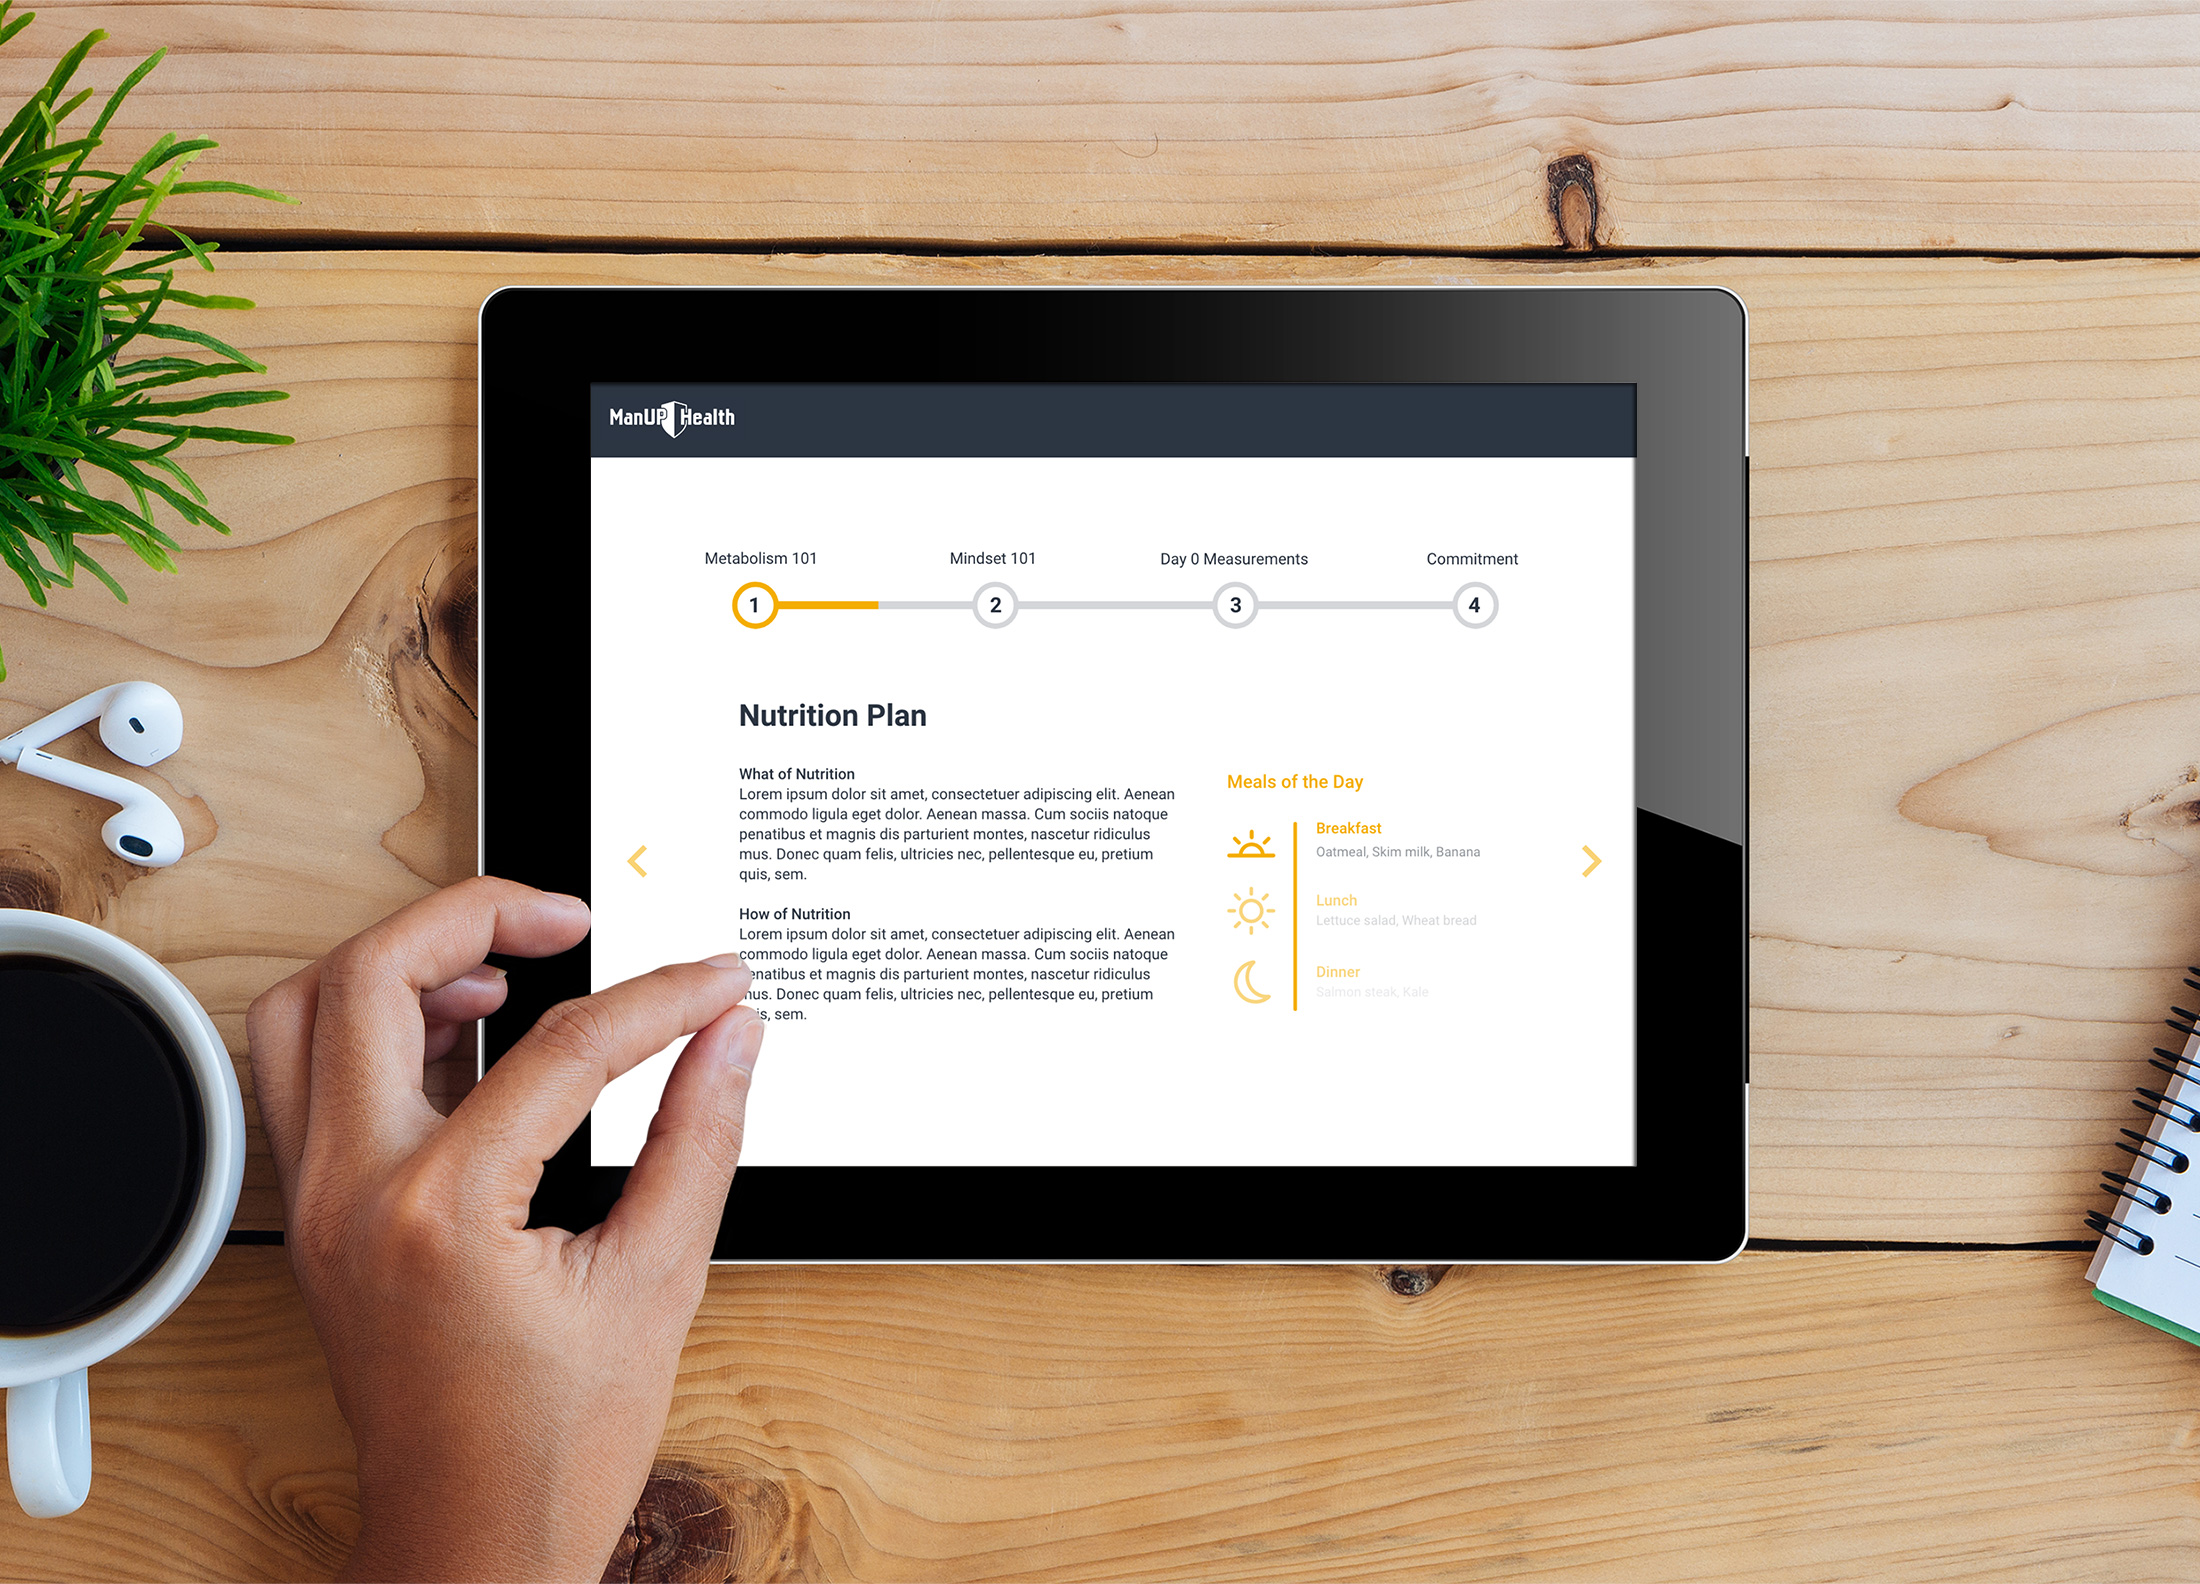 ManUP Health
Metabolism 101
Mindset 101
Day 0 Measurements
Commitment
1
2
3
4
Nutrition Plan
What of Nutrition
Lorem ipsum dolor sit amet, consectetuer adipiscing elit. Aenean
commodo ligula eget dolor. Aenean massa. Cum sociis natoque
penatibus et magnis dis parturient montes, nascetur ridiculus
mus. Donec quam felis, ultricies nec, pellentesque eu, pretium
quis, sem.
How of Nutrition
Lorem ipsum dolor sit amet, consectetuer adipiscing elit. Aenean
commodo ligula eget dolor. Aenean massa. Cum sociis natoque
enatibus et magnis dis parturient montes, nascetur ridiculus
mus. Donec quam felis, ultricies nec, pellentesque eu, pretium
is, sem.
Meals of the Day
Breakfast
Oatmeal, Skim milk, Banana
Lunch
Lettuce salad, Wheat bread
Dinner
Salmon steak, Kale